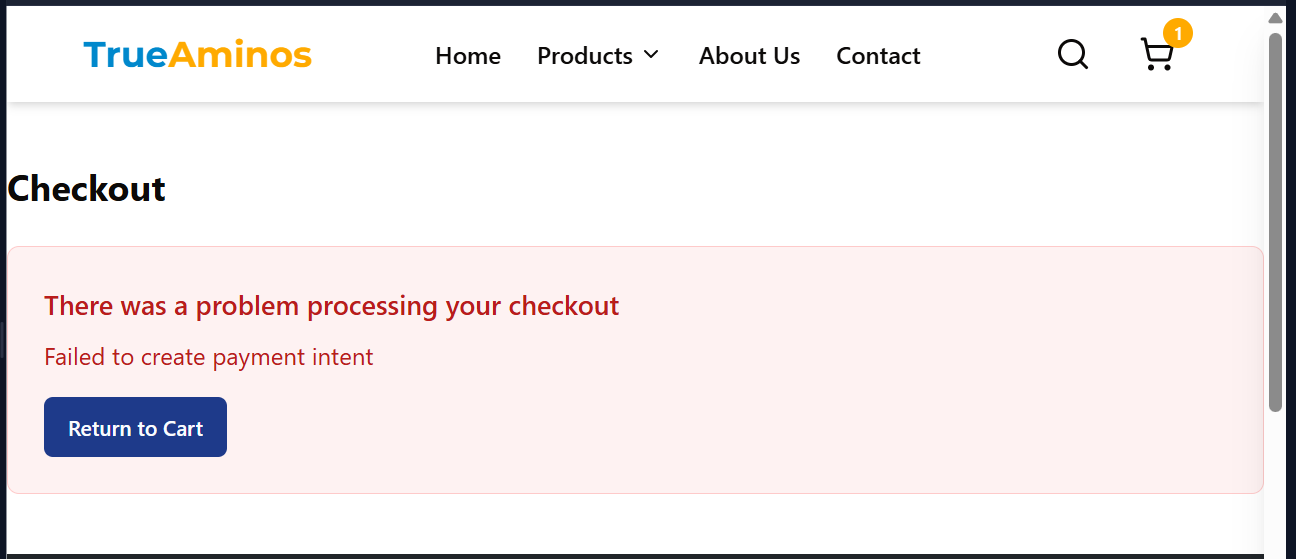 TrueAminos Home Products About Us Contact 1
Checkout
There was a problem processing your checkout
Failed to create payment intent
Return to Cart